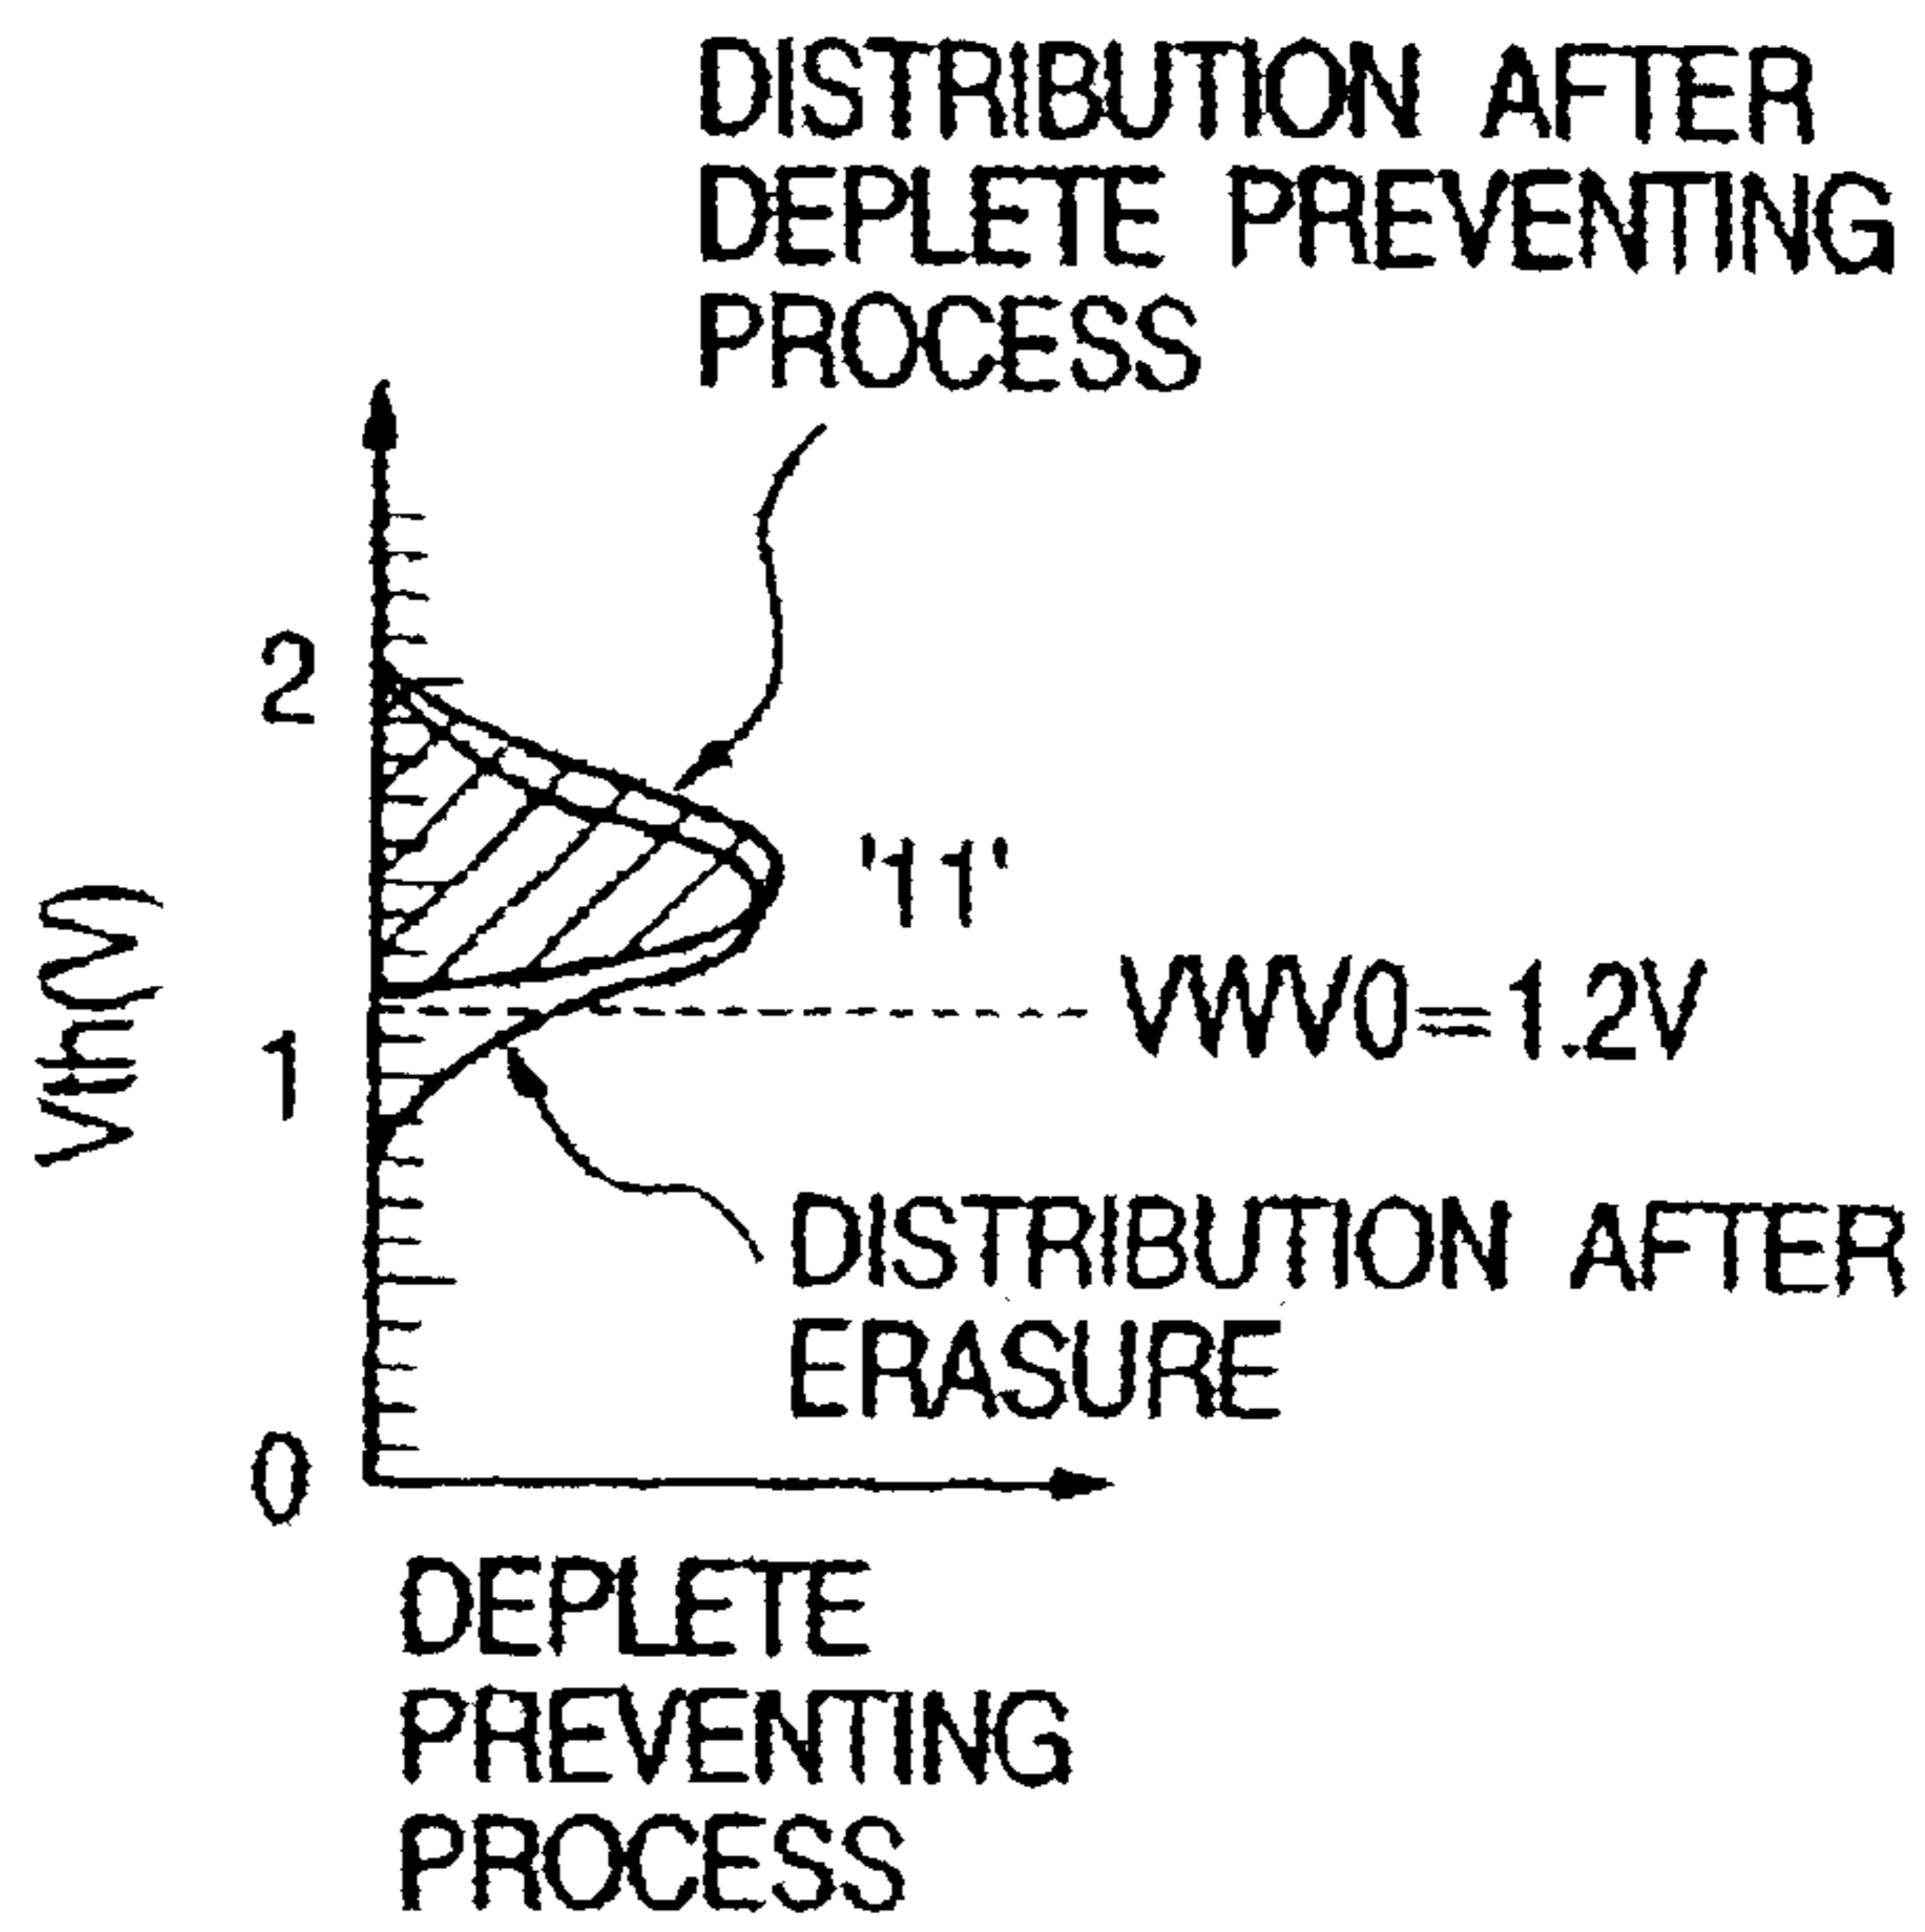 DISTRIBUTION AFTER
DEPLETE PREVENTING
PROCESS
2
'11'
Vth(V)
VWV0=1.2V
1
DISTRIBUTION AFTER
ERASURE
0
DEPLETE
PREVENTING
PROCESS